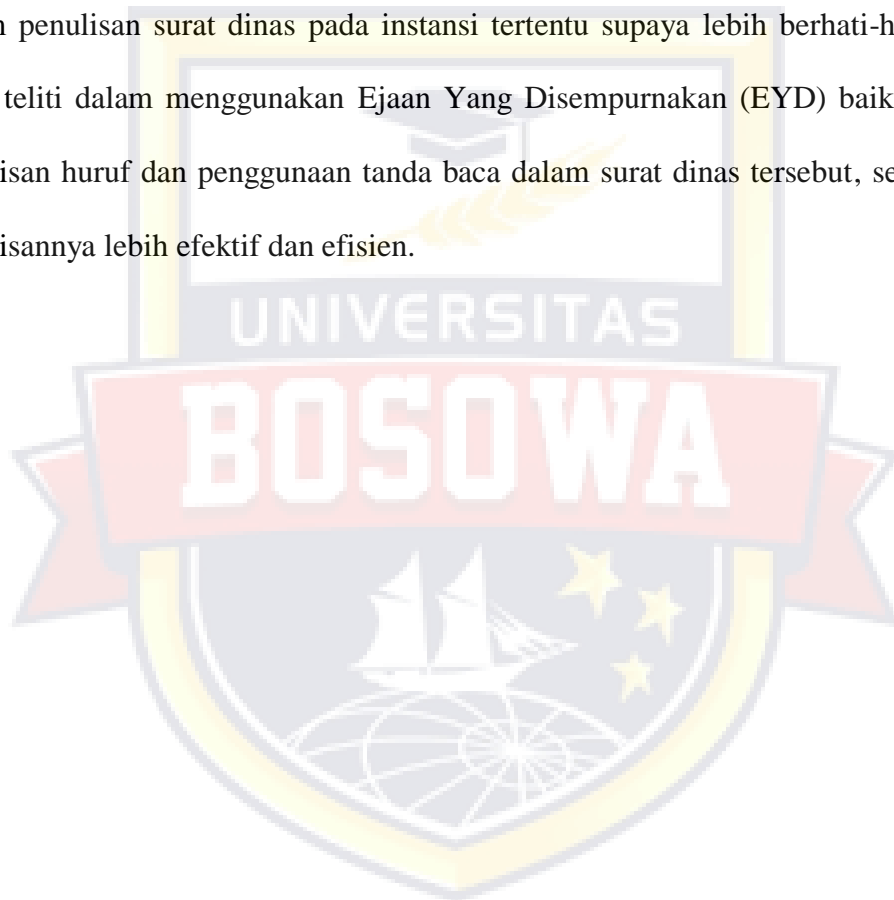 penulisan surat dinas pada instansi tertentu supaya lebih berhati-h
teliti dalam menggunakan Ejaan Yang Disempurnakan (EYD) baik
isan huruf dan penggunaan tanda baca dalam surat dinas tersebut, se
isannya lebih efektif dan efisien.
UNIVERSITAS
BOSOWA